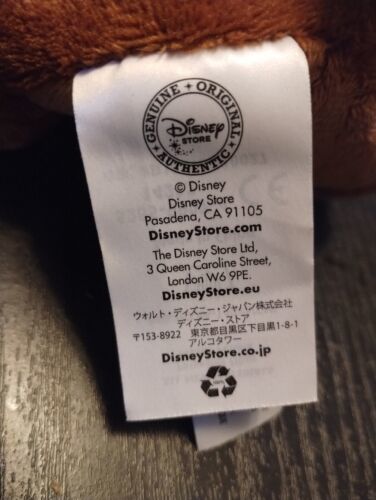 GENUINE • ORIGINAL
Disney
STORE
AUTHENTIC
© Disney
Disney Store
Pasadena, CA 91105
DisneyStore.com
The Disney Store Ltd,
3 Queen Caroline Street,
London W6 9PE.
DisneyStore.eu
ウォルト・ディズニー・ジャパン株式会社
ディズニー・ストア
〒153-8922 東京都目黒区下目黒1-8-1
アルコタワー
DisneyStore.co.jp